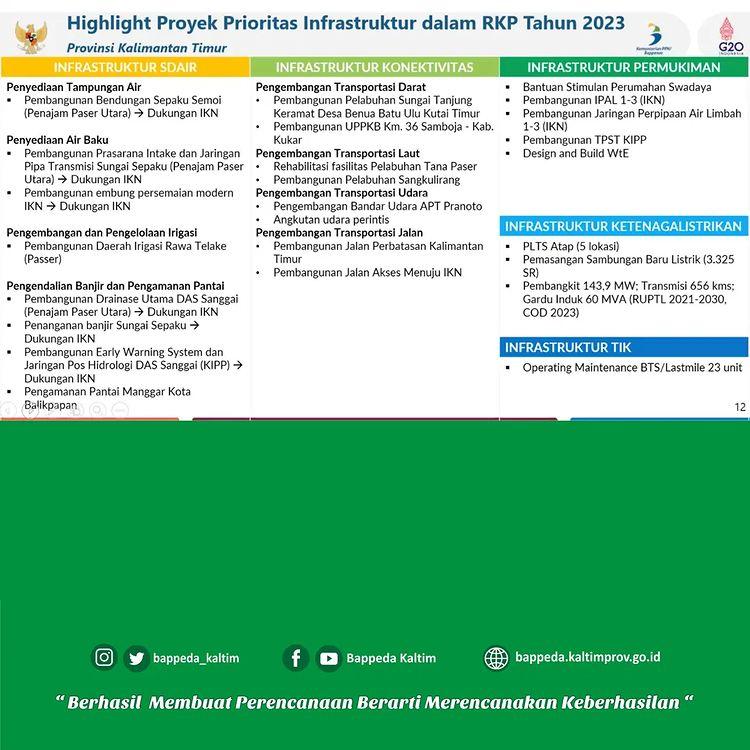 Highlight Proyek Prioritas Infrastruktur dalam RKP Tahun 2023
Provinsi Kalimantan Timur
Kementerian PPN/
Bappenas
G20
INDONESIA
INFRASTRUKTUR SDAIR
Penyediaan Tampungan Air
▪ Pembangunan Bendungan Sepaku Semoi
(Penajam Paser Utara) → Dukungan IKN
Penyediaan Air Baku
▪ Pembangunan Prasarana Intake dan Jaringan
Pipa Transmisi Sungai Sepaku (Penajam Paser
Utara) → Dukungan IKN
▪ Pembangunan embung persemaian modern
IKN → Dukungan IKN
Pengembangan dan Pengelolaan Irigasi
▪ Pembangunan Daerah Irigasi Rawa Telake
(Passer)
Pengendalian Banjir dan Pengamanan Pantai
▪ Pembangunan Drainase Utama DAS Sanggai
(Penajam Paser Utara) → Dukungan IKN
▪ Penanganan banjir Sungai Sepaku →
Dukungan IKN
▪ Pembangunan Early Warning System dan
Jaringan Pos Hidrologi DAS Sanggai (KIPP) →
Dukungan IKN
▪ Pengamanan Pantai Manggar Kota
Balikpapan
INFRASTRUKTUR KONEKTIVITAS
Pengembangan Transportasi Darat
• Pembangunan Pelabuhan Sungai Tanjung
Keramat Desa Benua Batu Ulu Kutai Timur
• Pembangunan UPPKB Km. 36 Samboja - Kab.
Kukar
Pengembangan Transportasi Laut
• Rehabilitasi fasilitas Pelabuhan Tana Paser
• Pembangunan Pelabuhan Sangkulirang
Pengembangan Transportasi Udara
• Pengembangan Bandar Udara APT Pranoto
• Angkutan udara perintis
Pengembangan Transportasi Jalan
• Pembangunan Jalan Perbatasan Kalimantan
Timur
• Pembangunan Jalan Akses Menuju IKN
INFRASTRUKTUR PERMUKIMAN
▪ Bantuan Stimulan Perumahan Swadaya
▪ Pembangunan IPAL 1-3 (IKN)
▪ Pembangunan Jaringan Perpipaan Air Limbah
1-3 (IKN)
▪ Pembangunan TPST KIPP
▪ Design and Build WtE
INFRASTRUKTUR KETENAGALISTRIKAN
▪ PLTS Atap (5 lokasi)
▪ Pemasangan Sambungan Baru Listrik (3.325
SR)
▪ Pembangkit 143,9 MW; Transmisi 656 kms;
Gardu Induk 60 MVA (RUPTL 2021-2030,
COD 2023)
INFRASTRUKTUR TIK
▪ Operating Maintenance BTS/Lastmile 23 unit
12
bappeda_kaltim
Bappeda Kaltim
bappeda.kaltimprov.go.id
“ Berhasil Membuat Perencanaan Berarti Merencanakan Keberhasilan “